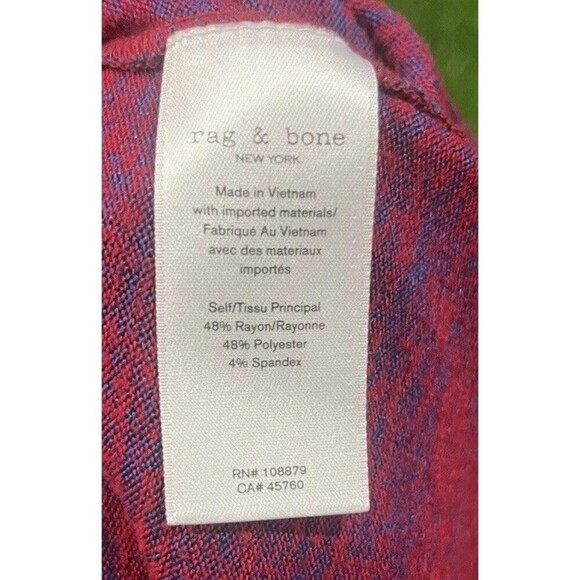 rag & bone
NEW YORK
Made in Vietnam
with imported materials/
Fabriqué Au Vietnam
avec des materiaux
importés
Self/Tissu Principal
48% Rayon/Rayonne
48% Polyester
4% Spandex
RN# 108879
CA# 45760